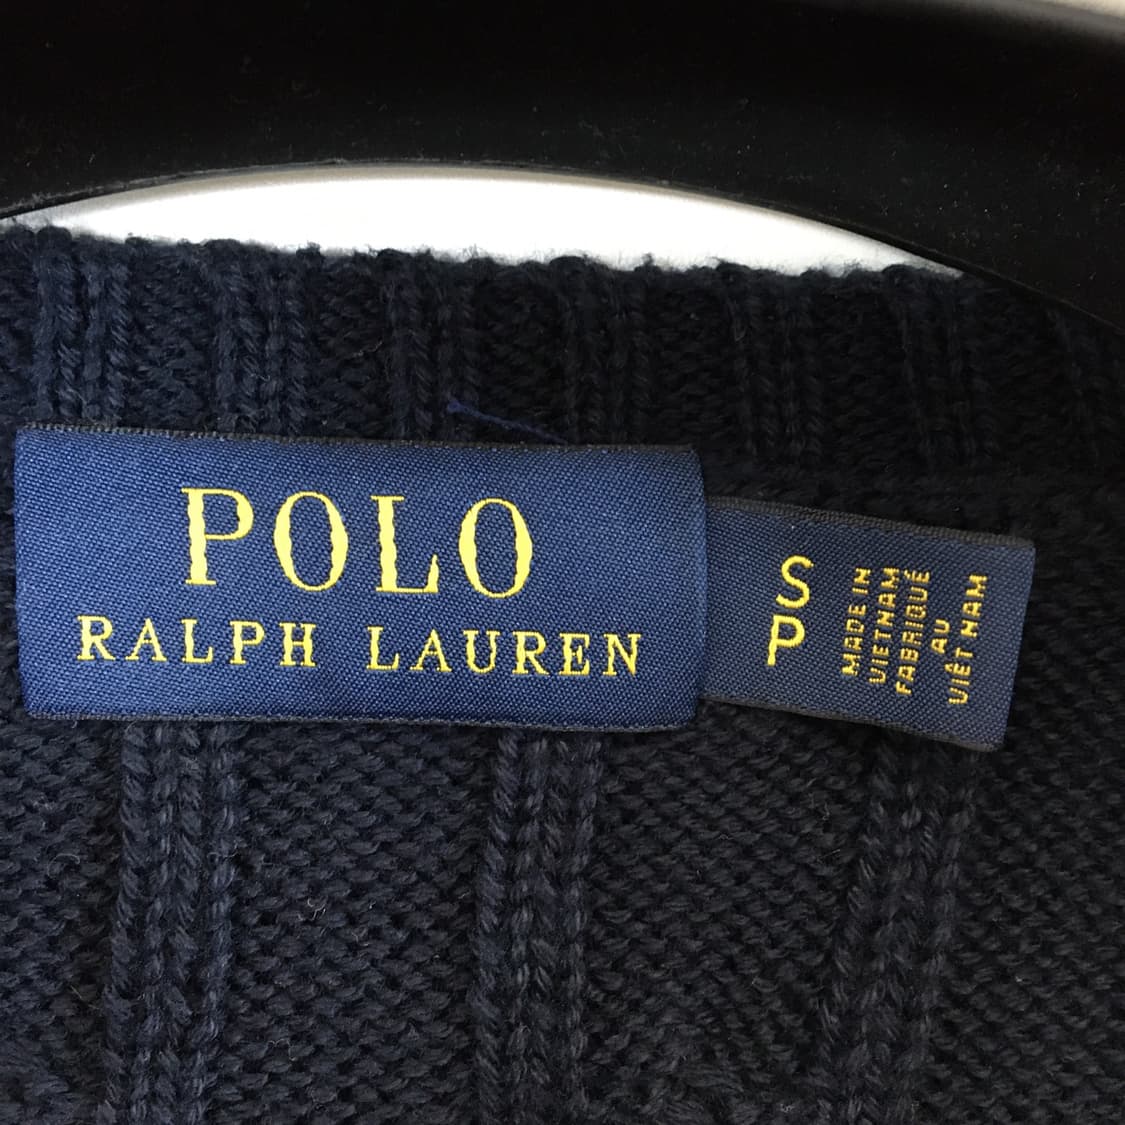 POLO
RALPH LAUREN
S
P
MADE IN
VIETNAM
FABRIQUÉ
AU
VIÊT NAM